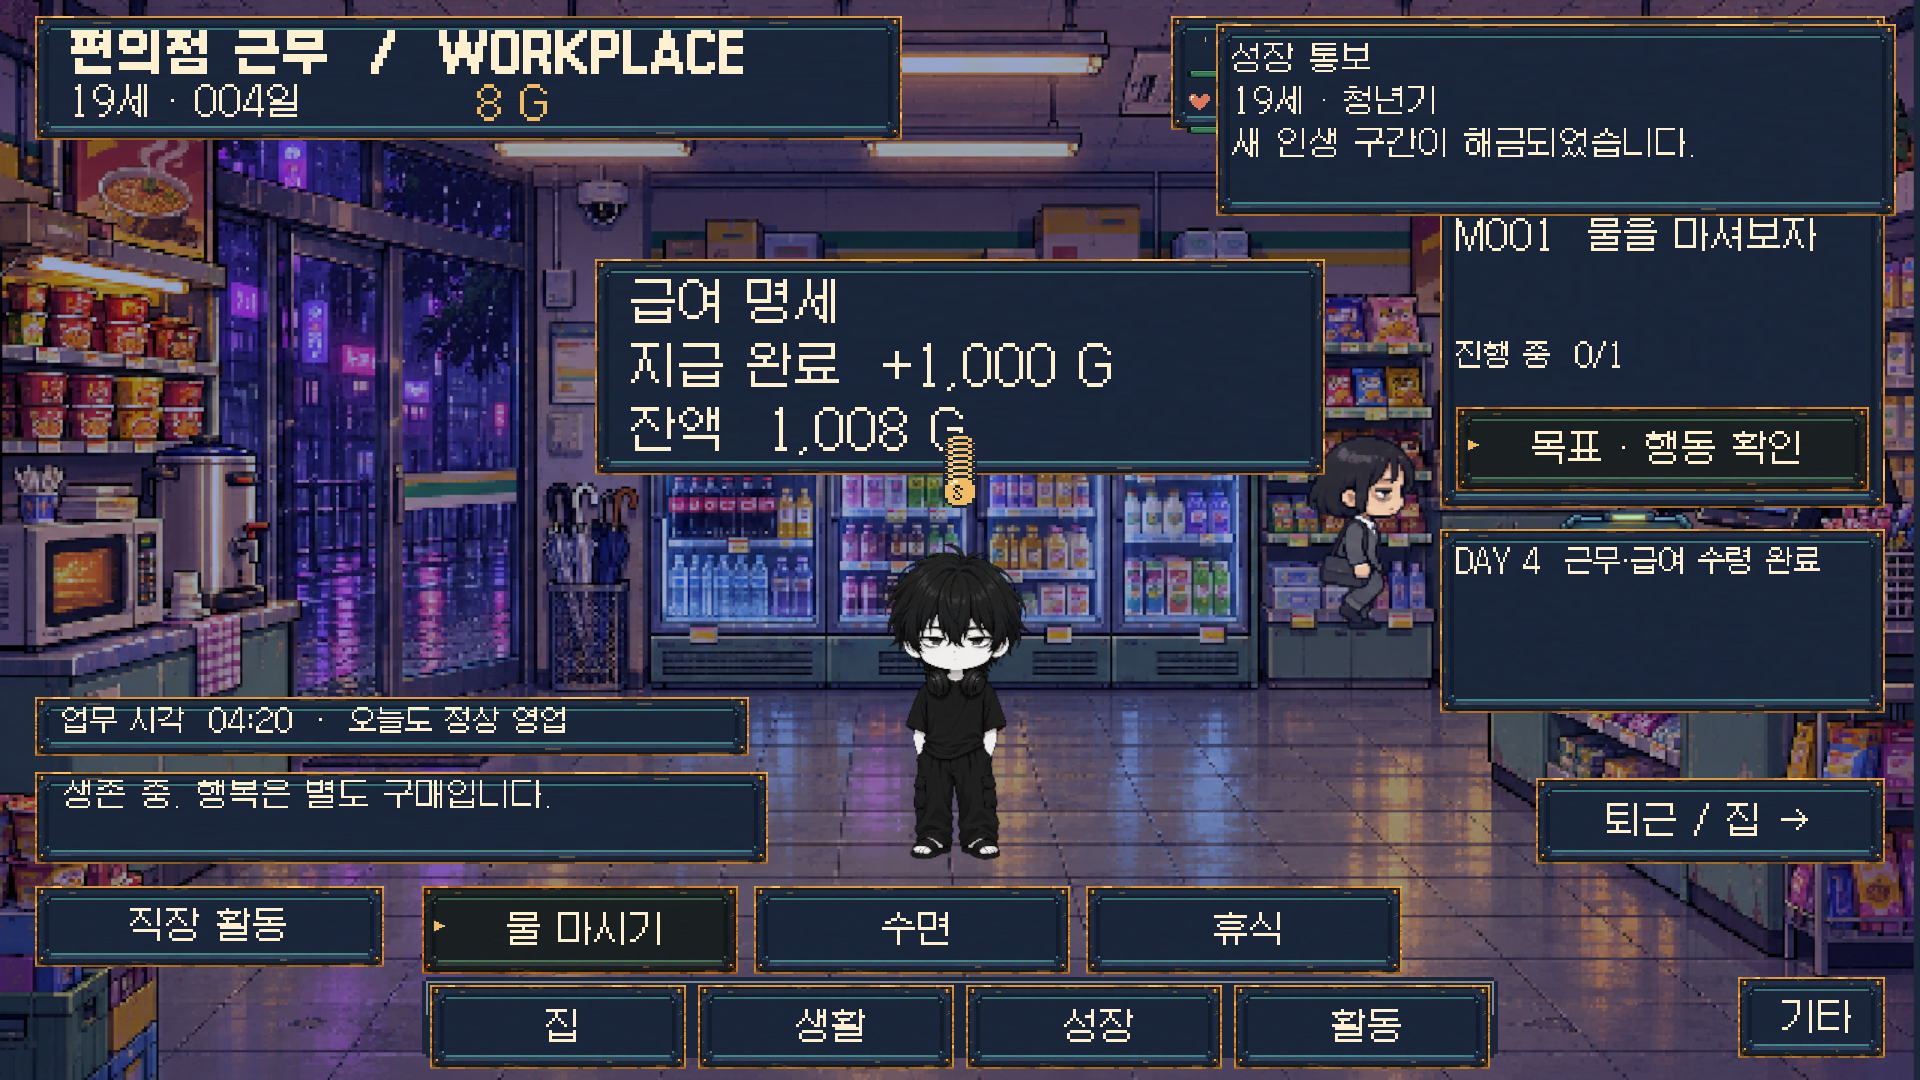 편의점 근무 / WORKPLACE
19세 · 004일 8 G
성장 통보
19세 · 청년기
새 인생 구간이 해금되었습니다.
M001 물을 마셔보자
진행 중 0/1
목표 · 행동 확인
급여 명세
지급 완료 +1,000 G
잔액 1,008 G
DAY 4 근무·급여 수령 완료
업무 시각 04:20 · 오늘도 정상 영업
생존 중. 행복은 별도 구매입니다.
퇴근 / 집 →
직장 활동
물 마시기
수면
휴식
집
생활
성장
활동
기타